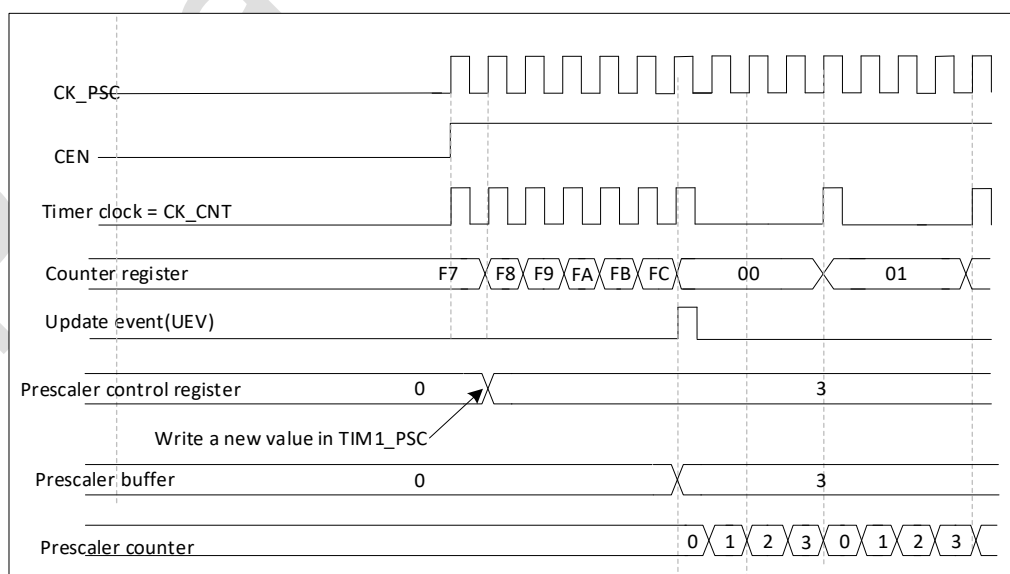 CK_PSC
CEN
Timer clock = CK_CNT
Counter register F7 F8 F9 FA FB FC 00 01
Update event(UEV)
Prescaler control register 0 3
Write a new value in TIM1_PSC
Prescaler buffer 0 3
Prescaler counter 0 1 2 3 0 1 2 3